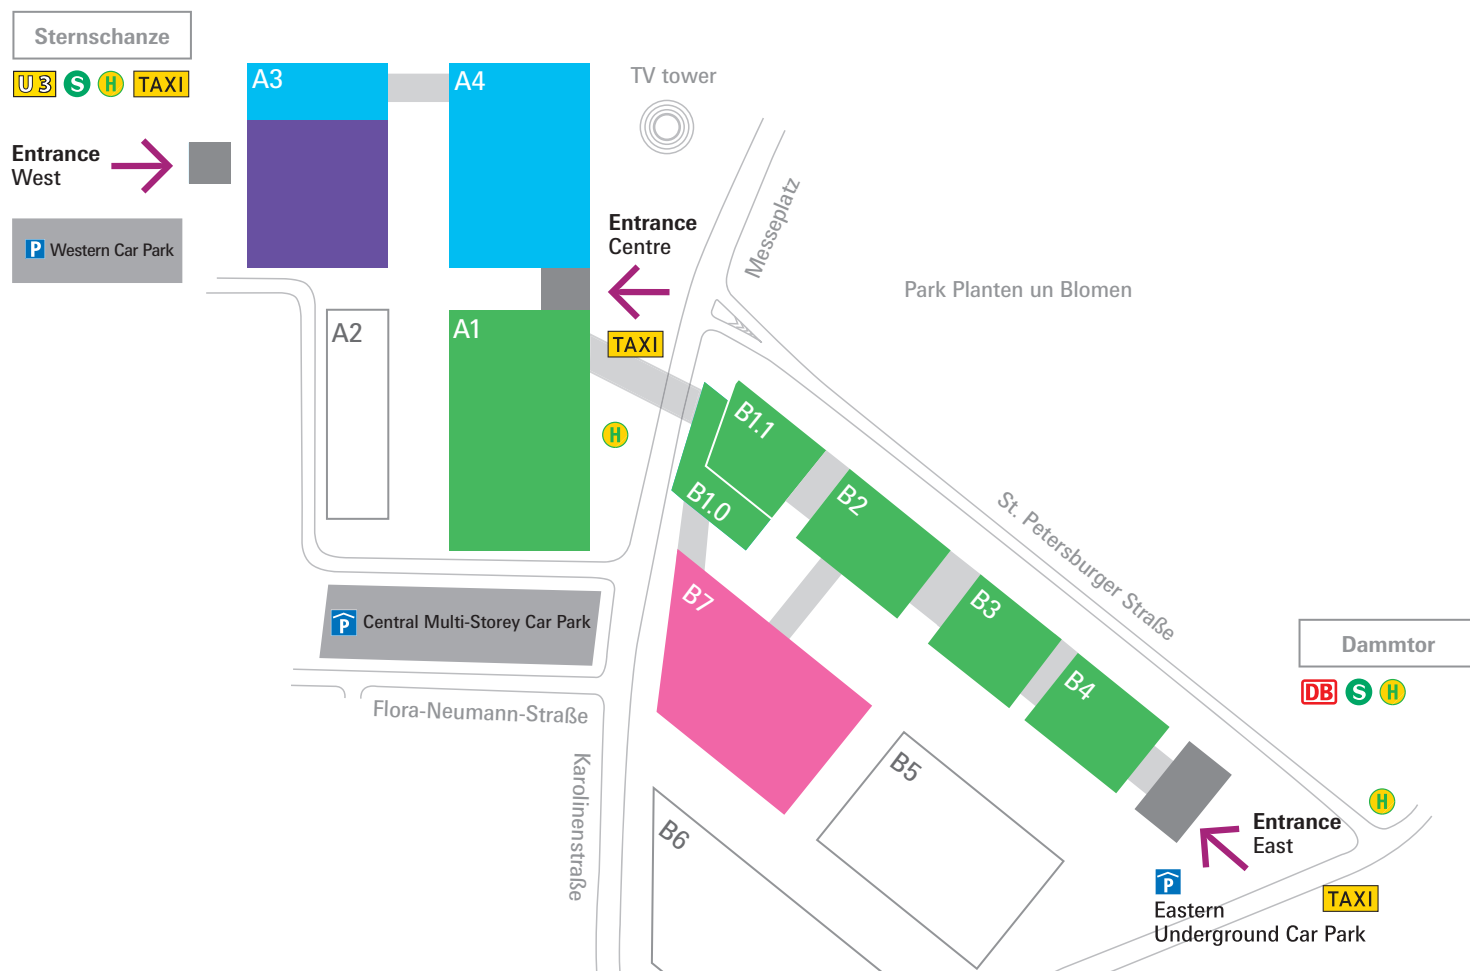 Sternschanze
U3 S H TAXI
A3
A4
TV tower
Entrance
West
P Western Car Park
Entrance
Centre
TAXI
Messeplatz
Park Planten un Blomen
A2
A1
H
B1.1
B1.0
B2
B3
B4
St. Petersburger Straße
B7
P Central Multi-Storey Car Park
Flora-Neumann-Straße
Karolinenstraße
Dammtor
DB S H
B5
B6
H
Entrance
East
P
Eastern
Underground Car Park
TAXI